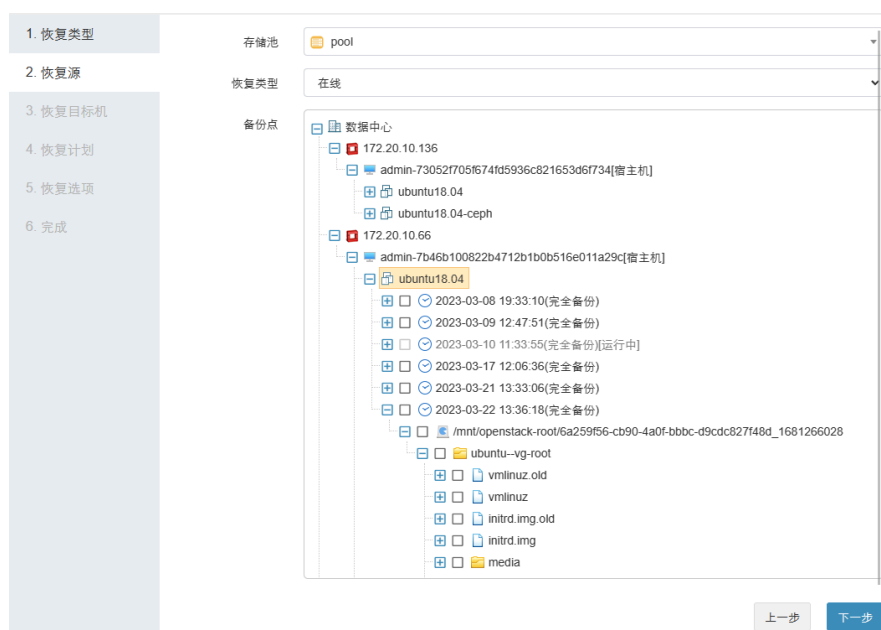 1. 恢复类型
2. 恢复源
3. 恢复目标机
4. 恢复计划
5. 恢复选项
6. 完成
存储池 pool
恢复类型 在线
备份点
数据中心
172.20.10.136
admin-73052f705f674fd5936c821653d6f734[宿主机]
ubuntu18.04
ubuntu18.04-ceph
172.20.10.66
admin-7b46b100822b4712b1b0b516e011a29c[宿主机]
ubuntu18.04
2023-03-08 19:33:10(完全备份)
2023-03-09 12:47:51(完全备份)
2023-03-10 11:33:55(完全备份)[运行中]
2023-03-17 12:06:36(完全备份)
2023-03-21 13:33:06(完全备份)
2023-03-22 13:36:18(完全备份)
/mnt/openstack-root/6a259f56-cb90-4a0f-bbbc-d9cdc827f48d_1681266028
ubuntu--vg-root
vmlinuz.old
vmlinuz
initrd.img.old
initrd.img
media
上一步 下一步